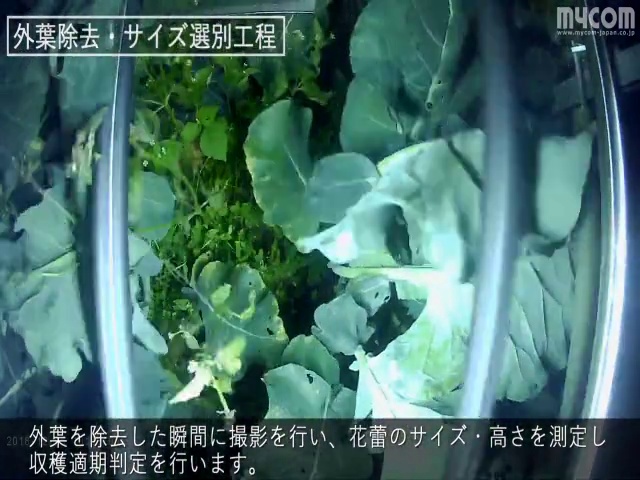 外葉除去・サイズ選別工程
mycom
www.mycom-japan.co.jp
外葉を除去した瞬間に撮影を行い、花蕾のサイズ・高さを測定し
収穫適期判定を行います。